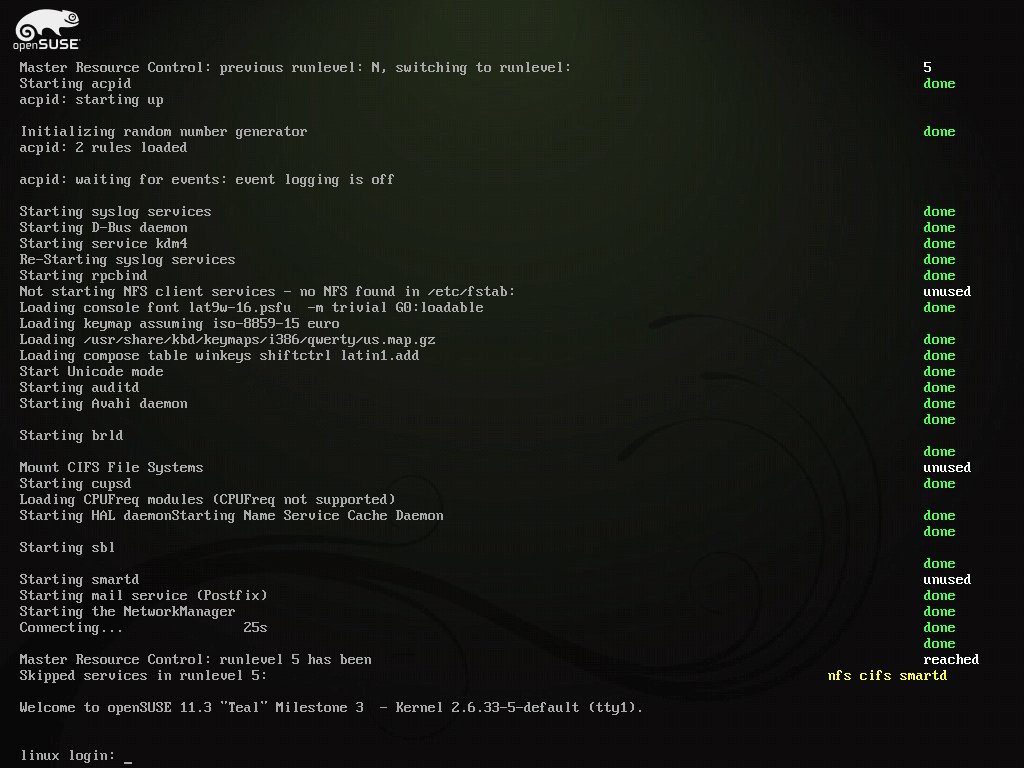 openSUSE
Master Resource Control: previous runlevel: N, switching to runlevel: 5
Starting acpid done
acpid: starting up
Initializing random number generator done
acpid: 2 rules loaded
acpid: waiting for events: event logging is off
Starting syslog services done
Starting D-Bus daemon done
Starting service kdm4 done
Re-Starting syslog services done
Starting rpcbind done
Not starting NFS client services - no NFS found in /etc/fstab: unused
Loading console font lat9w-16.psfu  -m trivial G0:loadable done
Loading keymap assuming iso-8859-15 euro
Loading /usr/share/kbd/keymaps/i386/qwerty/us.map.gz done
Loading compose table winkeys shiftctrl latin1.add done
Start Unicode mode done
Starting auditd done
Starting Avahi daemon done
done
Starting brld
done
Mount CIFS File Systems unused
Starting cupsd done
Loading CPUFreq modules (CPUFreq not supported)
Starting HAL daemonStarting Name Service Cache Daemon done
done
Starting sbl
done
Starting smartd unused
Starting mail service (Postfix) done
Starting the NetworkManager done
Connecting... 25s done
done
Master Resource Control: runlevel 5 has been reached
Skipped services in runlevel 5: nfs cifs smartd
Welcome to openSUSE 11.3 "Teal" Milestone 3  - Kernel 2.6.33-5-default (tty1).
linux login: _